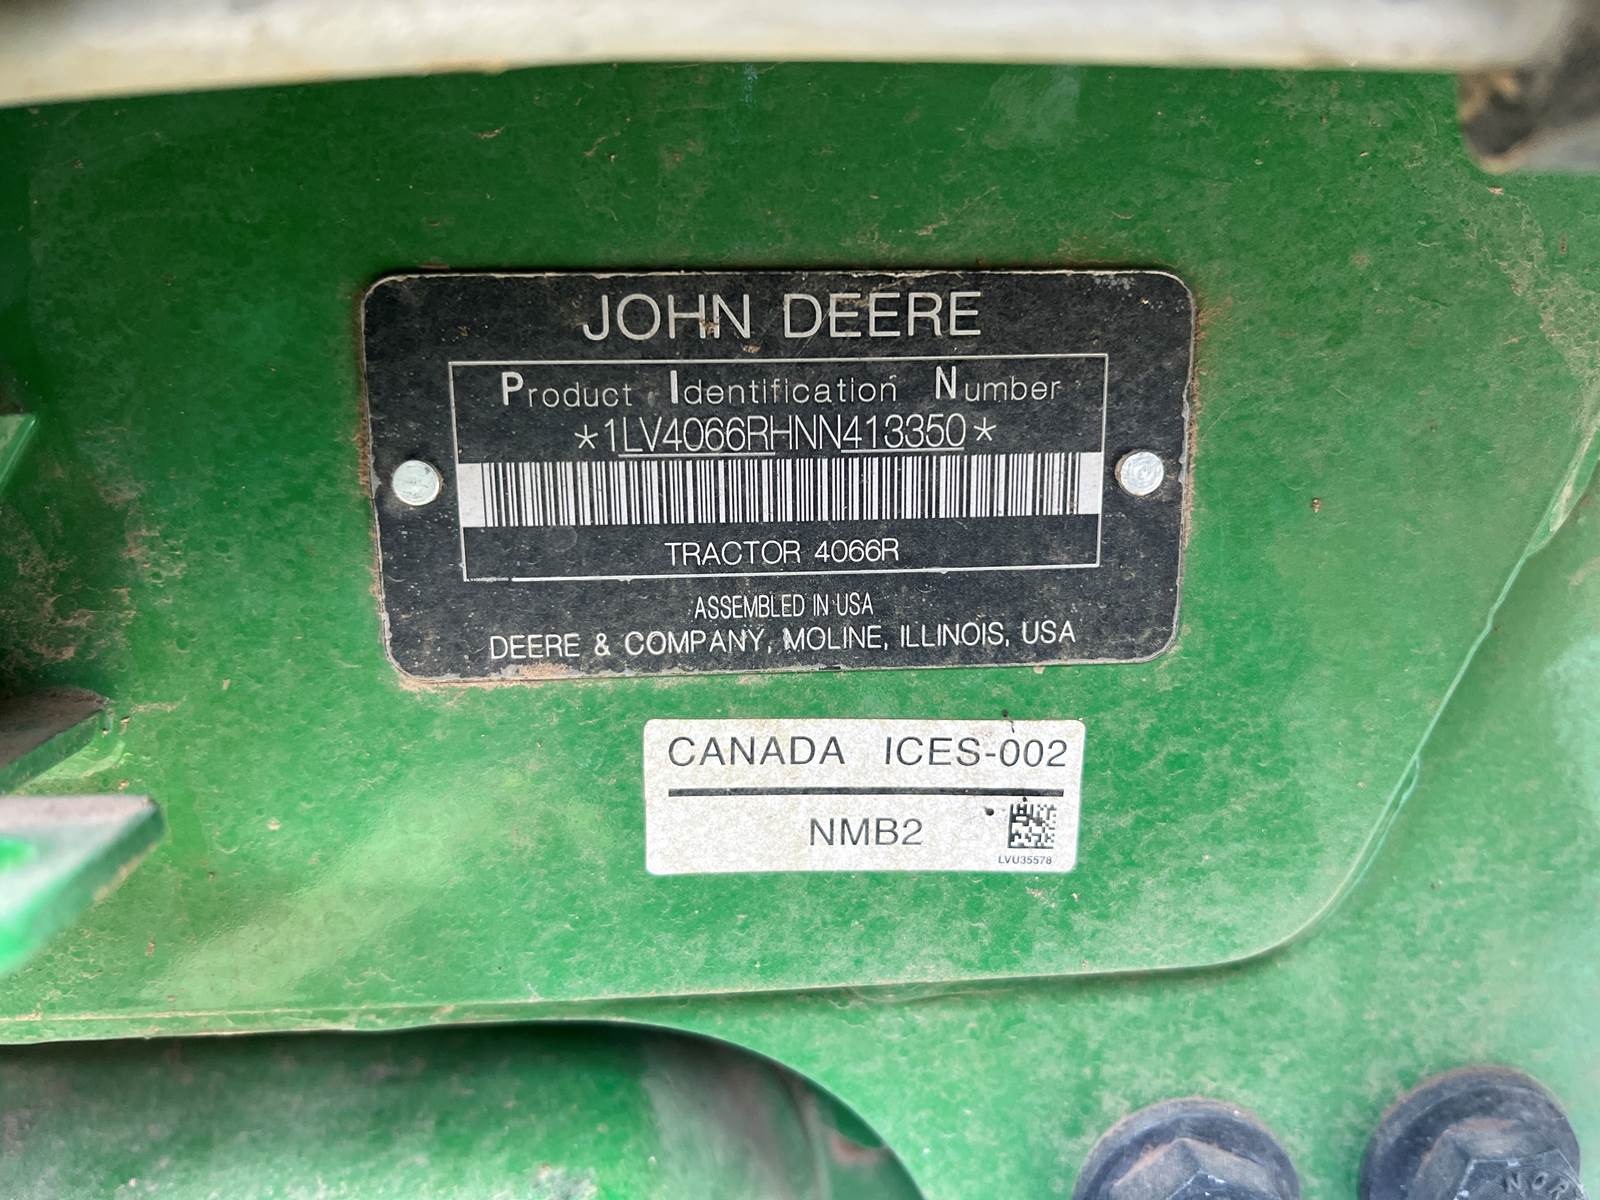 JOHN DEERE
Product Identification Number
*1LV4066RHNN413350*
TRACTOR 4066R
ASSEMBLED IN USA
DEERE & COMPANY, MOLINE, ILLINOIS, USA
CANADA ICES-002
NMB2
LVU35578